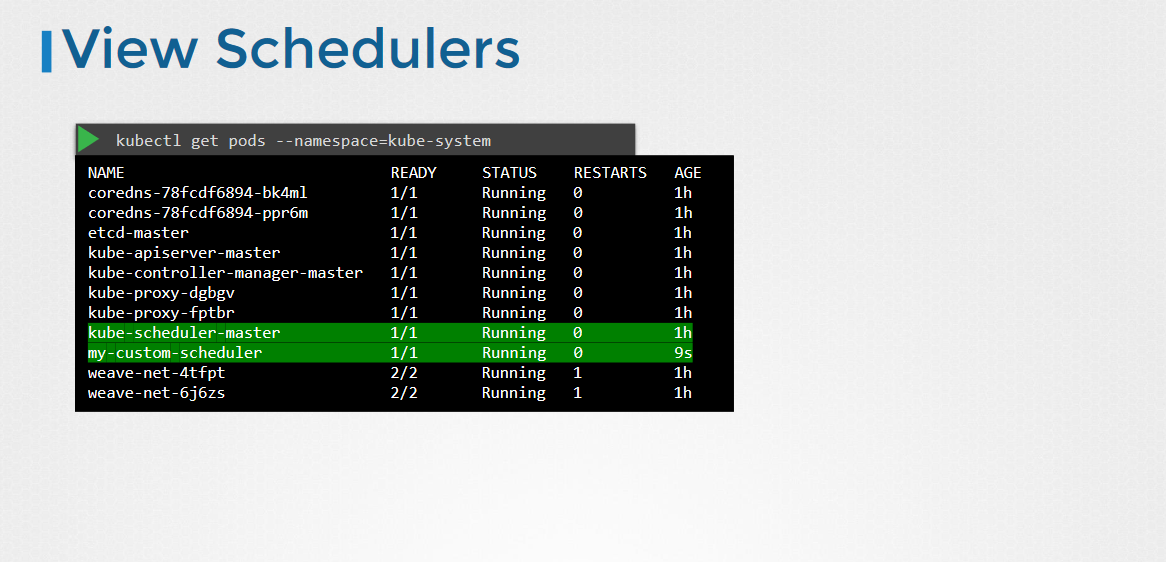 View Schedulers
kubectl get pods --namespace=kube-system
NAME READY STATUS RESTARTS AGE
coredns-78fcdf6894-bk4ml 1/1 Running 0 1h
coredns-78fcdf6894-ppr6m 1/1 Running 0 1h
etcd-master 1/1 Running 0 1h
kube-apiserver-master 1/1 Running 0 1h
kube-controller-manager-master 1/1 Running 0 1h
kube-proxy-dgbgv 1/1 Running 0 1h
kube-proxy-fptbr 1/1 Running 0 1h
kube-scheduler-master 1/1 Running 0 1h
my-custom-scheduler 1/1 Running 0 9s
weave-net-4tfpt 2/2 Running 1 1h
weave-net-6j6zs 2/2 Running 1 1h